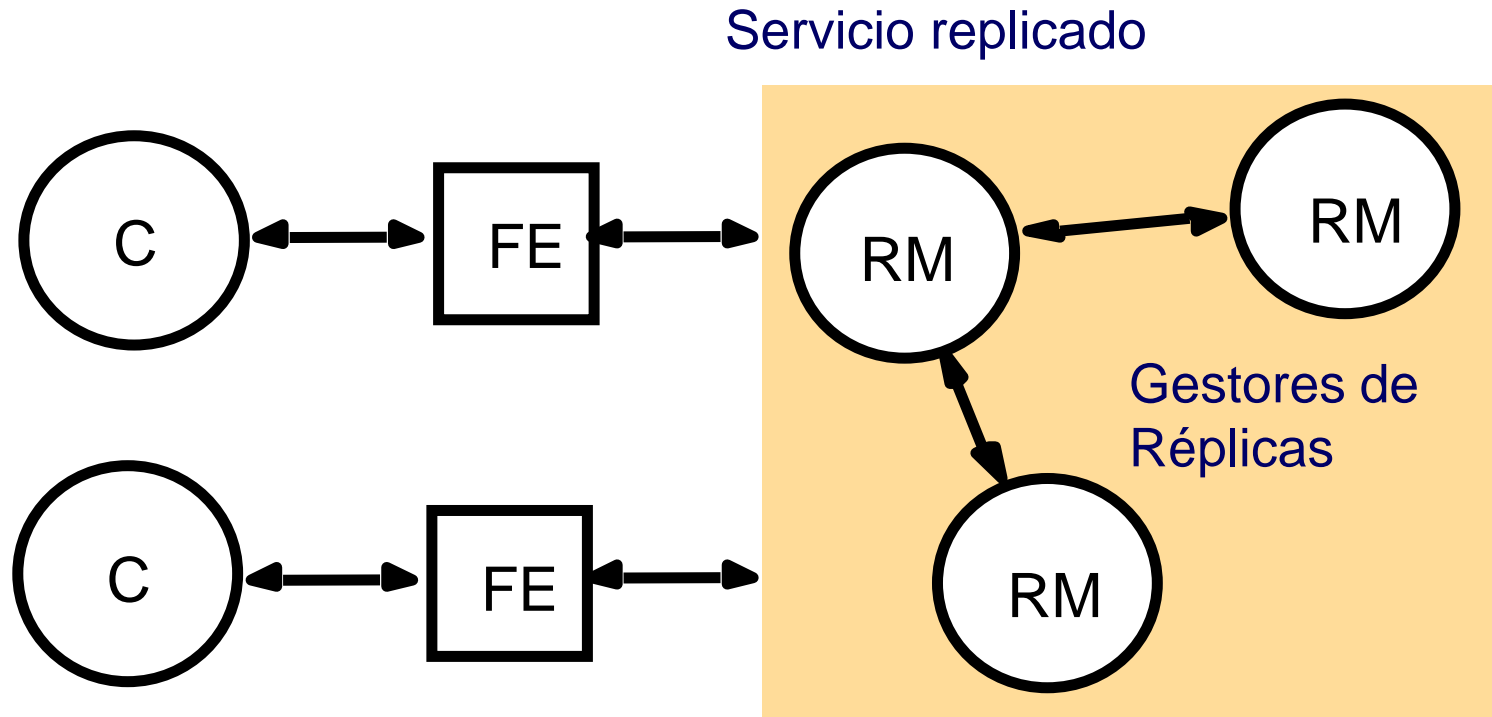 Servicio replicado
C
FE
RM
RM
Gestores de
Réplicas
C
FE
RM